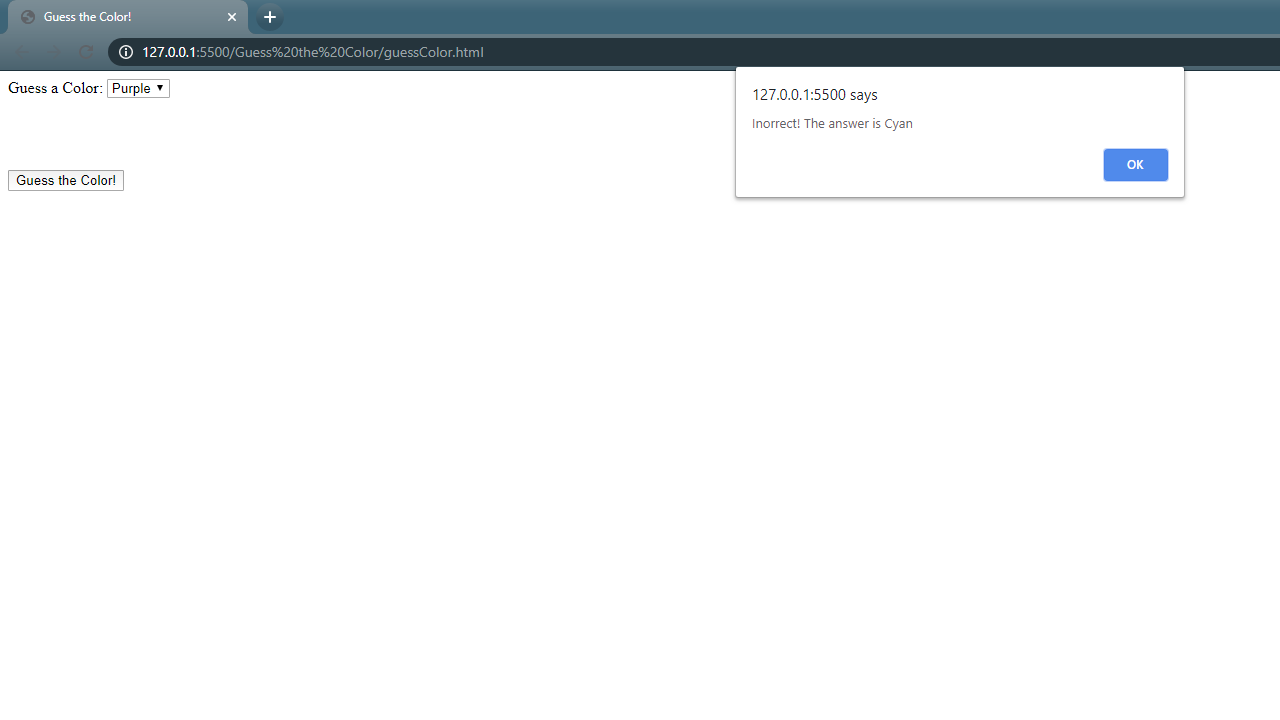 Guess the Color!
127.0.0.1:5500/Guess%20the%20Color/guessColor.html
Guess a Color: Purple
127.0.0.1:5500 says
Inorrect! The answer is Cyan
OK
Guess the Color!